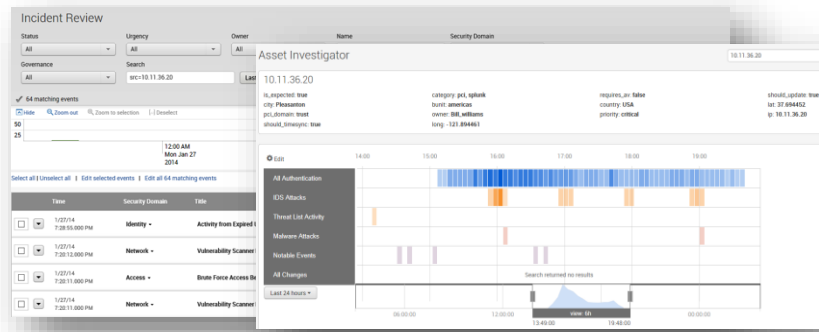 Incident Review
Status Urgency Owner Name Security Domain
All All All
Governance Search
All src=10.11.36.20 Last
64 matching events
Hide Zoom out Zoom to selection [-] Deselect
50
25
12:00 AM
Mon Jan 27
2014
Select all | Unselect all | Edit selected events | Edit all 64 matching events
Time Security Domain Title
1/27/14
7:20:55.000 PM
Identity Activity from Expired
1/27/14
7:20:12.000 PM
Network Vulnerability Scanner
1/27/14
7:20:11.000 PM
Access Brute Force Access Be
1/27/14
7:20:11.000 PM
Network Vulnerability Scanner
Asset Investigator 10.11.36.20
10.11.36.20
is_expected: true category: pci, splunk requires_av: false should_update: true
city: Pleasanton bunit: americas country: USA lat: 37.694452
pci_domain: trust owner: Bill_williams priority: critical ip: 10.11.36.20
should_timesync: true long: -121.894461
Edit 14:00 15:00 16:00 17:00 18:00 19:00
All Authentication
IDS Attacks
Threat List Activity
Malware Attacks
Notable Events
All Changes Search returned no results
Last 24 hours
06:00:00 12:00:00 view: 6h 00:00:00
13:49:00 19:48:00